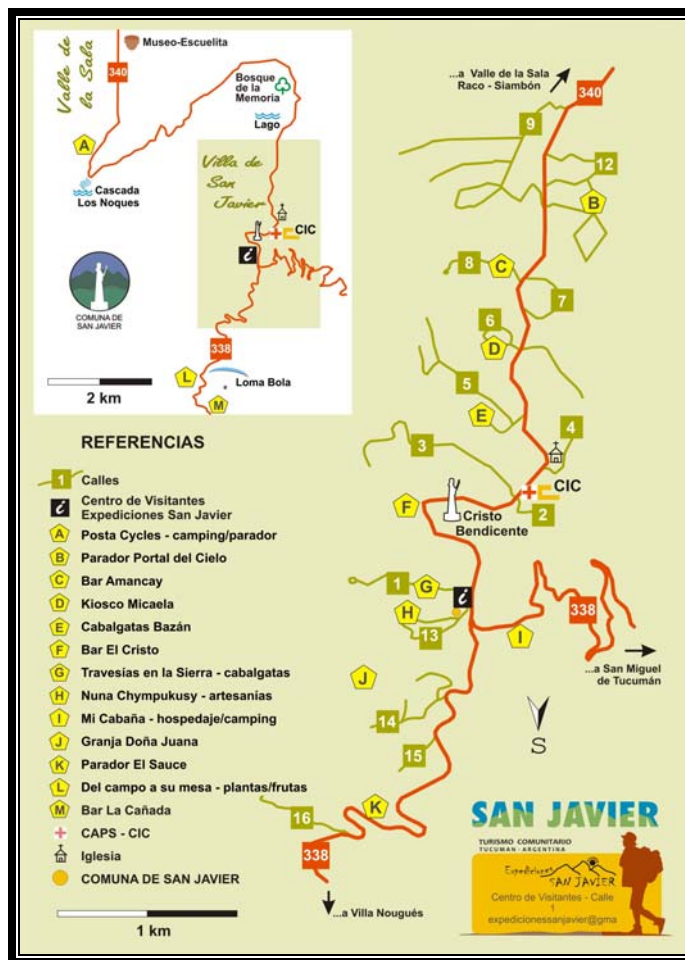 Valle de
la Sala
340
Museo-Escuelita
Bosque
de la
Memoria
Lago
A
Cascada
Los Noques
Villa de
San
Javier
CIC
i
COMUNA DE
SAN JAVIER
338
L
Loma Bola
M
2 km
...a Valle de la Sala
Raco - Siambón
340
9
12
B
8
C
7
6
D
5
E
4
3
CIC
2
F
Cristo
Bendicente
1
G
i
H
13
I
338
...a San Miguel
de Tucumán
J
14
15
S
K
16
338
...a Villa Nougués
REFERENCIAS
1 Calles
i Centro de Visitantes
Expediciones San Javier
A Posta Cycles - camping/parador
B Parador Portal del Cielo
C Bar Amancay
D Kiosco Micaela
E Cabalgatas Bazán
F Bar El Cristo
G Travesías en la Sierra - cabalgatas
H Nuna Chympukusy - artesanías
I Mi Cabaña - hospedaje/camping
J Granja Doña Juana
K Parador El Sauce
L Del campo a su mesa - plantas/frutas
M Bar La Cañada
CAPS - CIC
Iglesia
COMUNA DE SAN JAVIER
1 km
SAN JAVIER
TURISMO COMUNITARIO
TUCUMAN - ARGENTINA
Expediciones
SAN JAVIER
Centro de Visitantes - Calle
1
expedicionessanjavier@gma